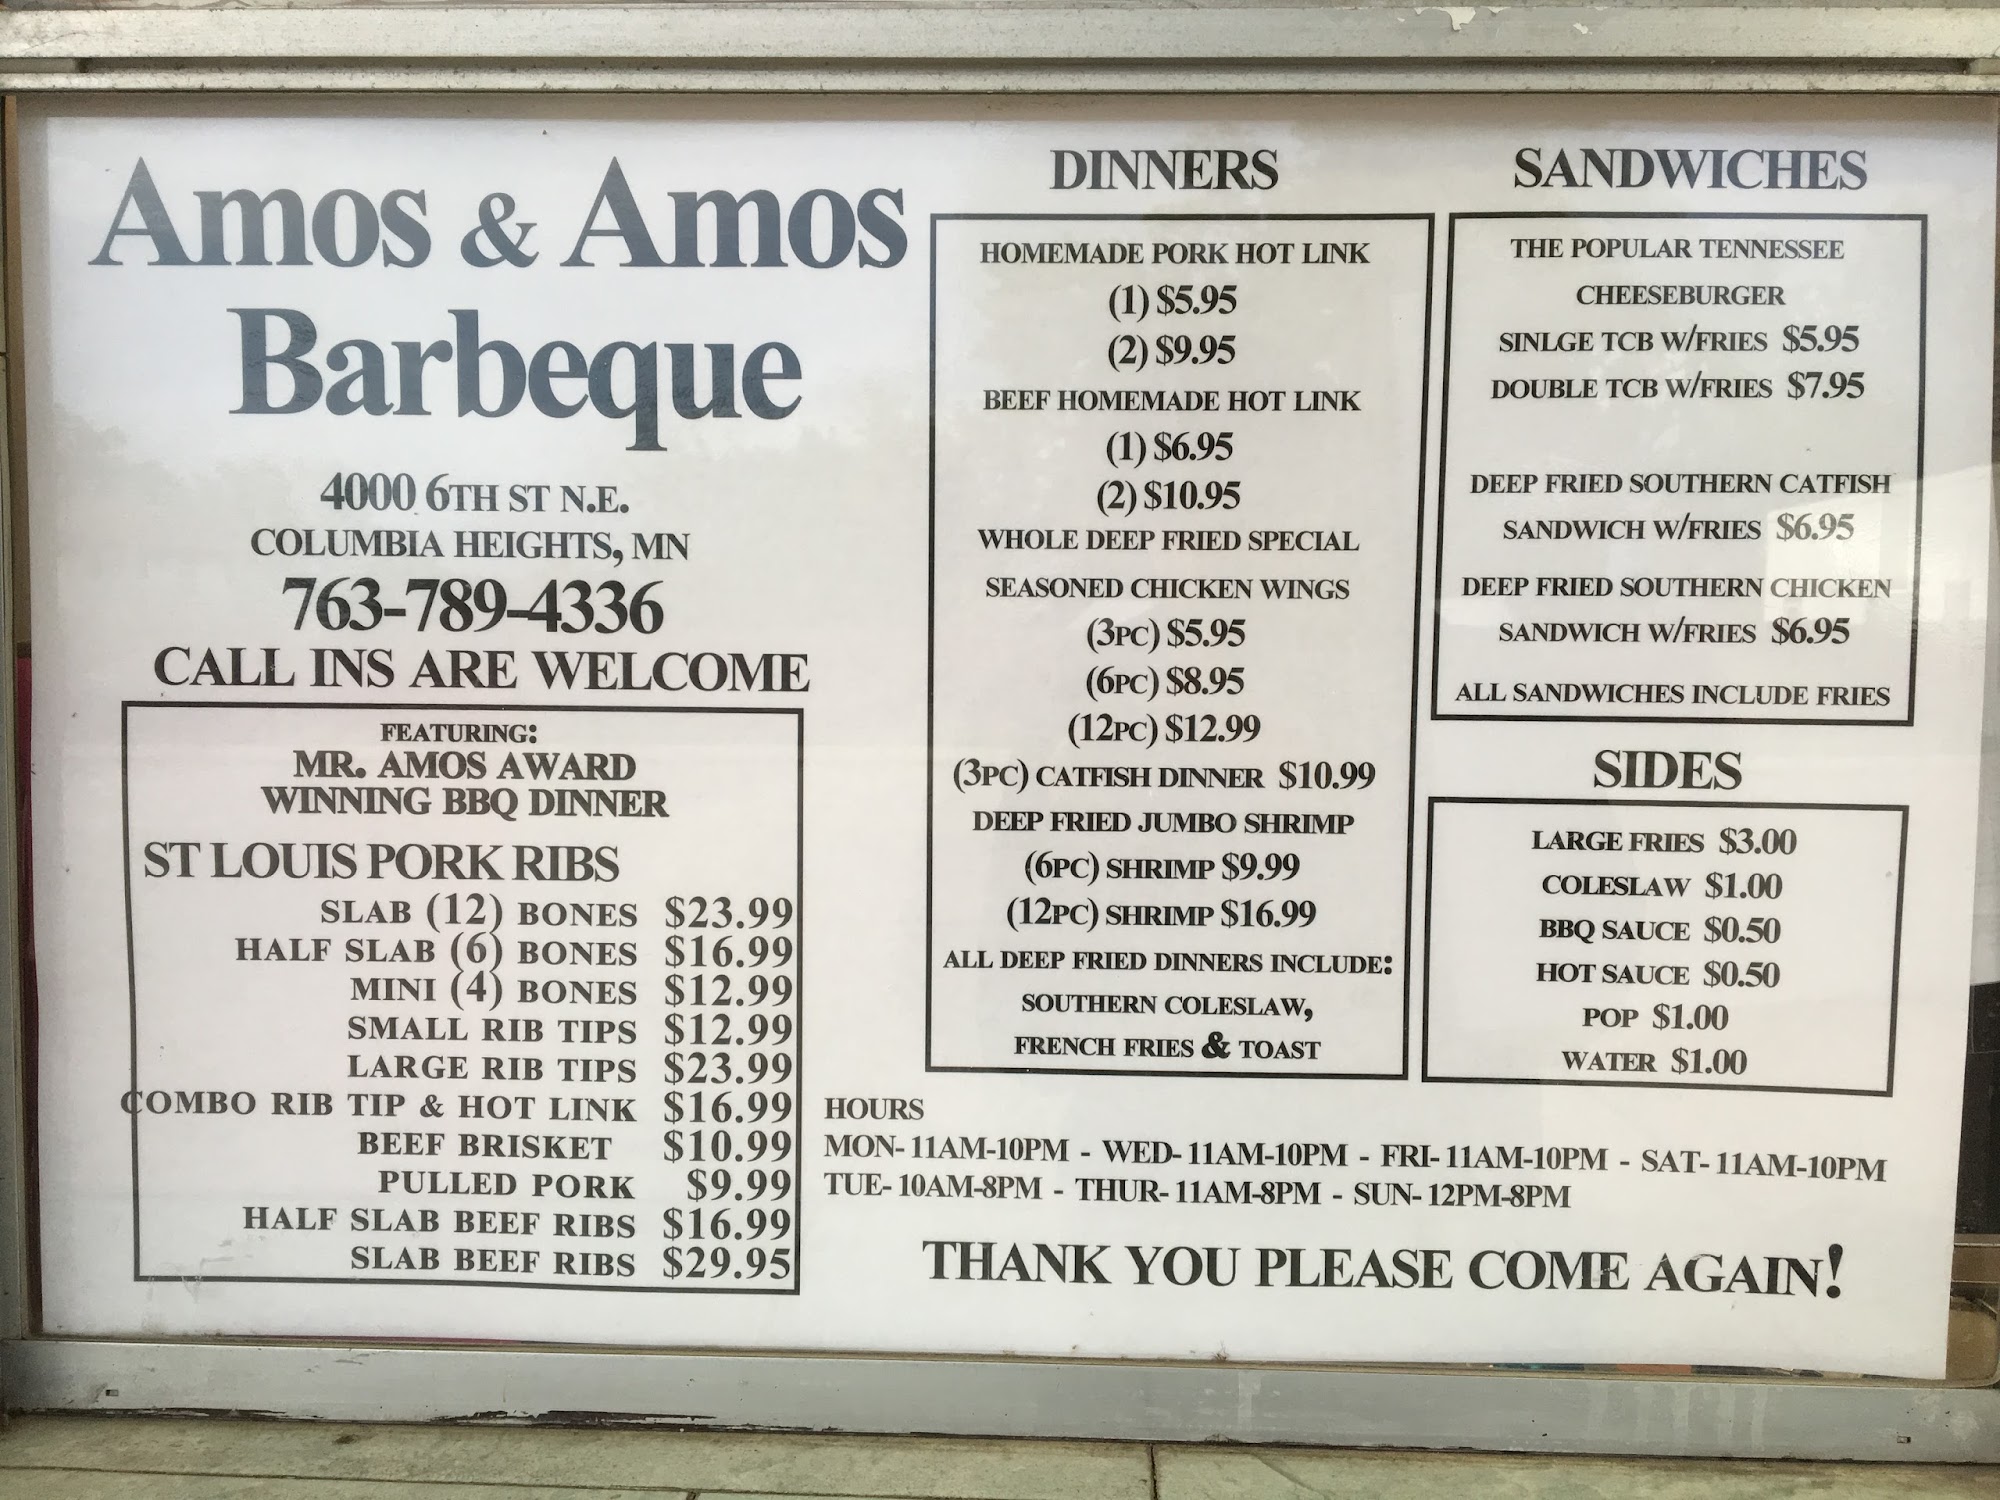 Amos & Amos
Barbeque
4000 6TH ST N.E.
COLUMBIA HEIGHTS, MN
763-789-4336
CALL INS ARE WELCOME
FEATURING:
MR. AMOS AWARD
WINNING BBQ DINNER
ST LOUIS PORK RIBS
SLAB (12) BONES $23.99
HALF SLAB (6) BONES $16.99
MINI (4) BONES $12.99
SMALL RIB TIPS $12.99
LARGE RIB TIPS $23.99
COMBO RIB TIP & HOT LINK $16.99
BEEF BRISKET $10.99
PULLED PORK $9.99
HALF SLAB BEEF RIBS $16.99
SLAB BEEF RIBS $29.95
DINNERS
HOMEMADE PORK HOT LINK
(1) $5.95
(2) $9.95
BEEF HOMEMADE HOT LINK
(1) $6.95
(2) $10.95
WHOLE DEEP FRIED SPECIAL
SEASONED CHICKEN WINGS
(3PC) $5.95
(6PC) $8.95
(12PC) $12.99
(3PC) CATFISH DINNER $10.99
DEEP FRIED JUMBO SHRIMP
(6PC) SHRIMP $9.99
(12PC) SHRIMP $16.99
ALL DEEP FRIED DINNERS INCLUDE:
SOUTHERN COLESLAW,
FRENCH FRIES & TOAST
SANDWICHES
THE POPULAR TENNESSEE
CHEESEBURGER
SINLGE TCB W/FRIES $5.95
DOUBLE TCB W/FRIES $7.95
DEEP FRIED SOUTHERN CATFISH
SANDWICH W/FRIES $6.95
DEEP FRIED SOUTHERN CHICKEN
SANDWICH W/FRIES $6.95
ALL SANDWICHES INCLUDE FRIES
SIDES
LARGE FRIES $3.00
COLESLAW $1.00
BBQ SAUCE $0.50
HOT SAUCE $0.50
POP $1.00
WATER $1.00
HOURS
MON- 11AM-10PM - WED- 11AM-10PM - FRI- 11AM-10PM - SAT- 11AM-10PM
TUE- 10AM-8PM - THUR- 11AM-8PM - SUN- 12PM-8PM
THANK YOU PLEASE COME AGAIN!